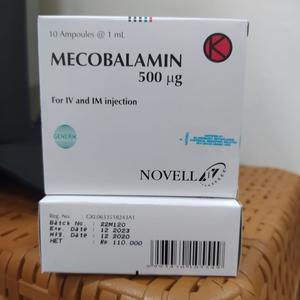 10 Ampoules @ 1 mL
K
MECOBALAMIN
500 µg
For IV and IM injection
GENERIK
NOVELL
Reg. No. : GKL0633518243A1
Batch No. : 22M120
Exp. Date : 12 2023
Mfg. Date : 12 2020
HET : Rp 110.000